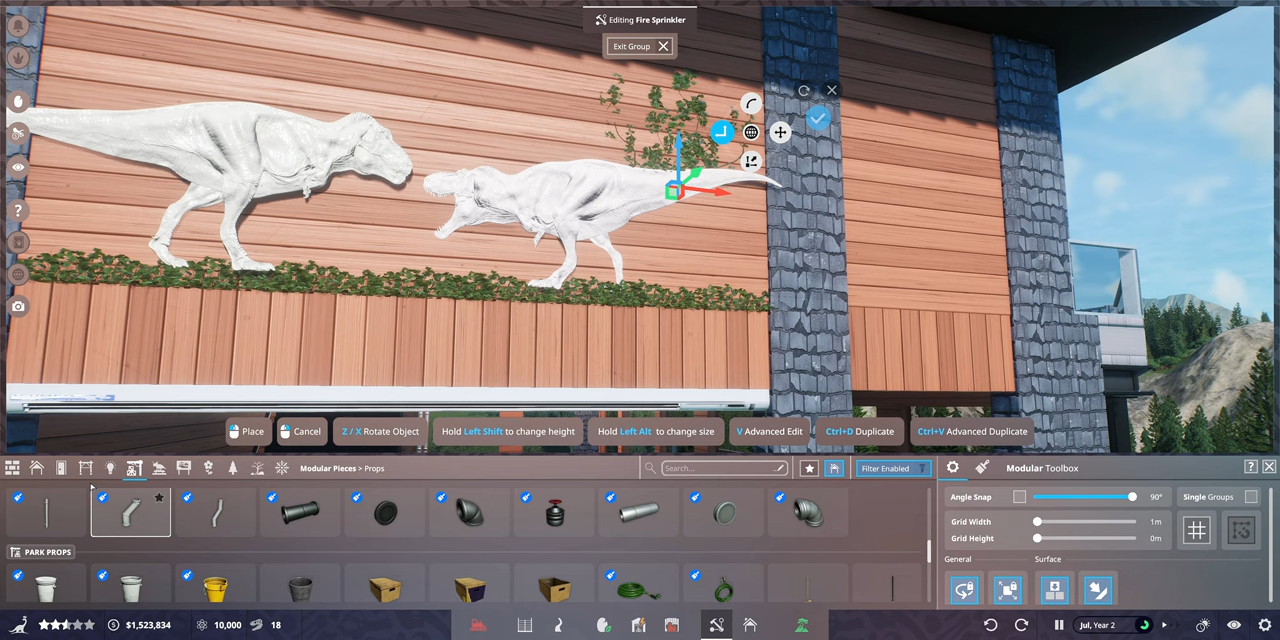 Editing Fire Sprinkler
Exit Group
Place
Cancel
Z / X Rotate Object
Hold Left Shift to change height
Hold Left Alt to change size
V Advanced Edit
Ctrl+D Duplicate
Ctrl+V Advanced Duplicate
Modular Pieces > Props
Search...
Filter Enabled
Modular Toolbox
?
Angle Snap
90°
Single Groups
Grid Width
1m
Grid Height
0m
General
Surface
PARK PROPS
$1,523,834
10,000
18
Jul, Year 2